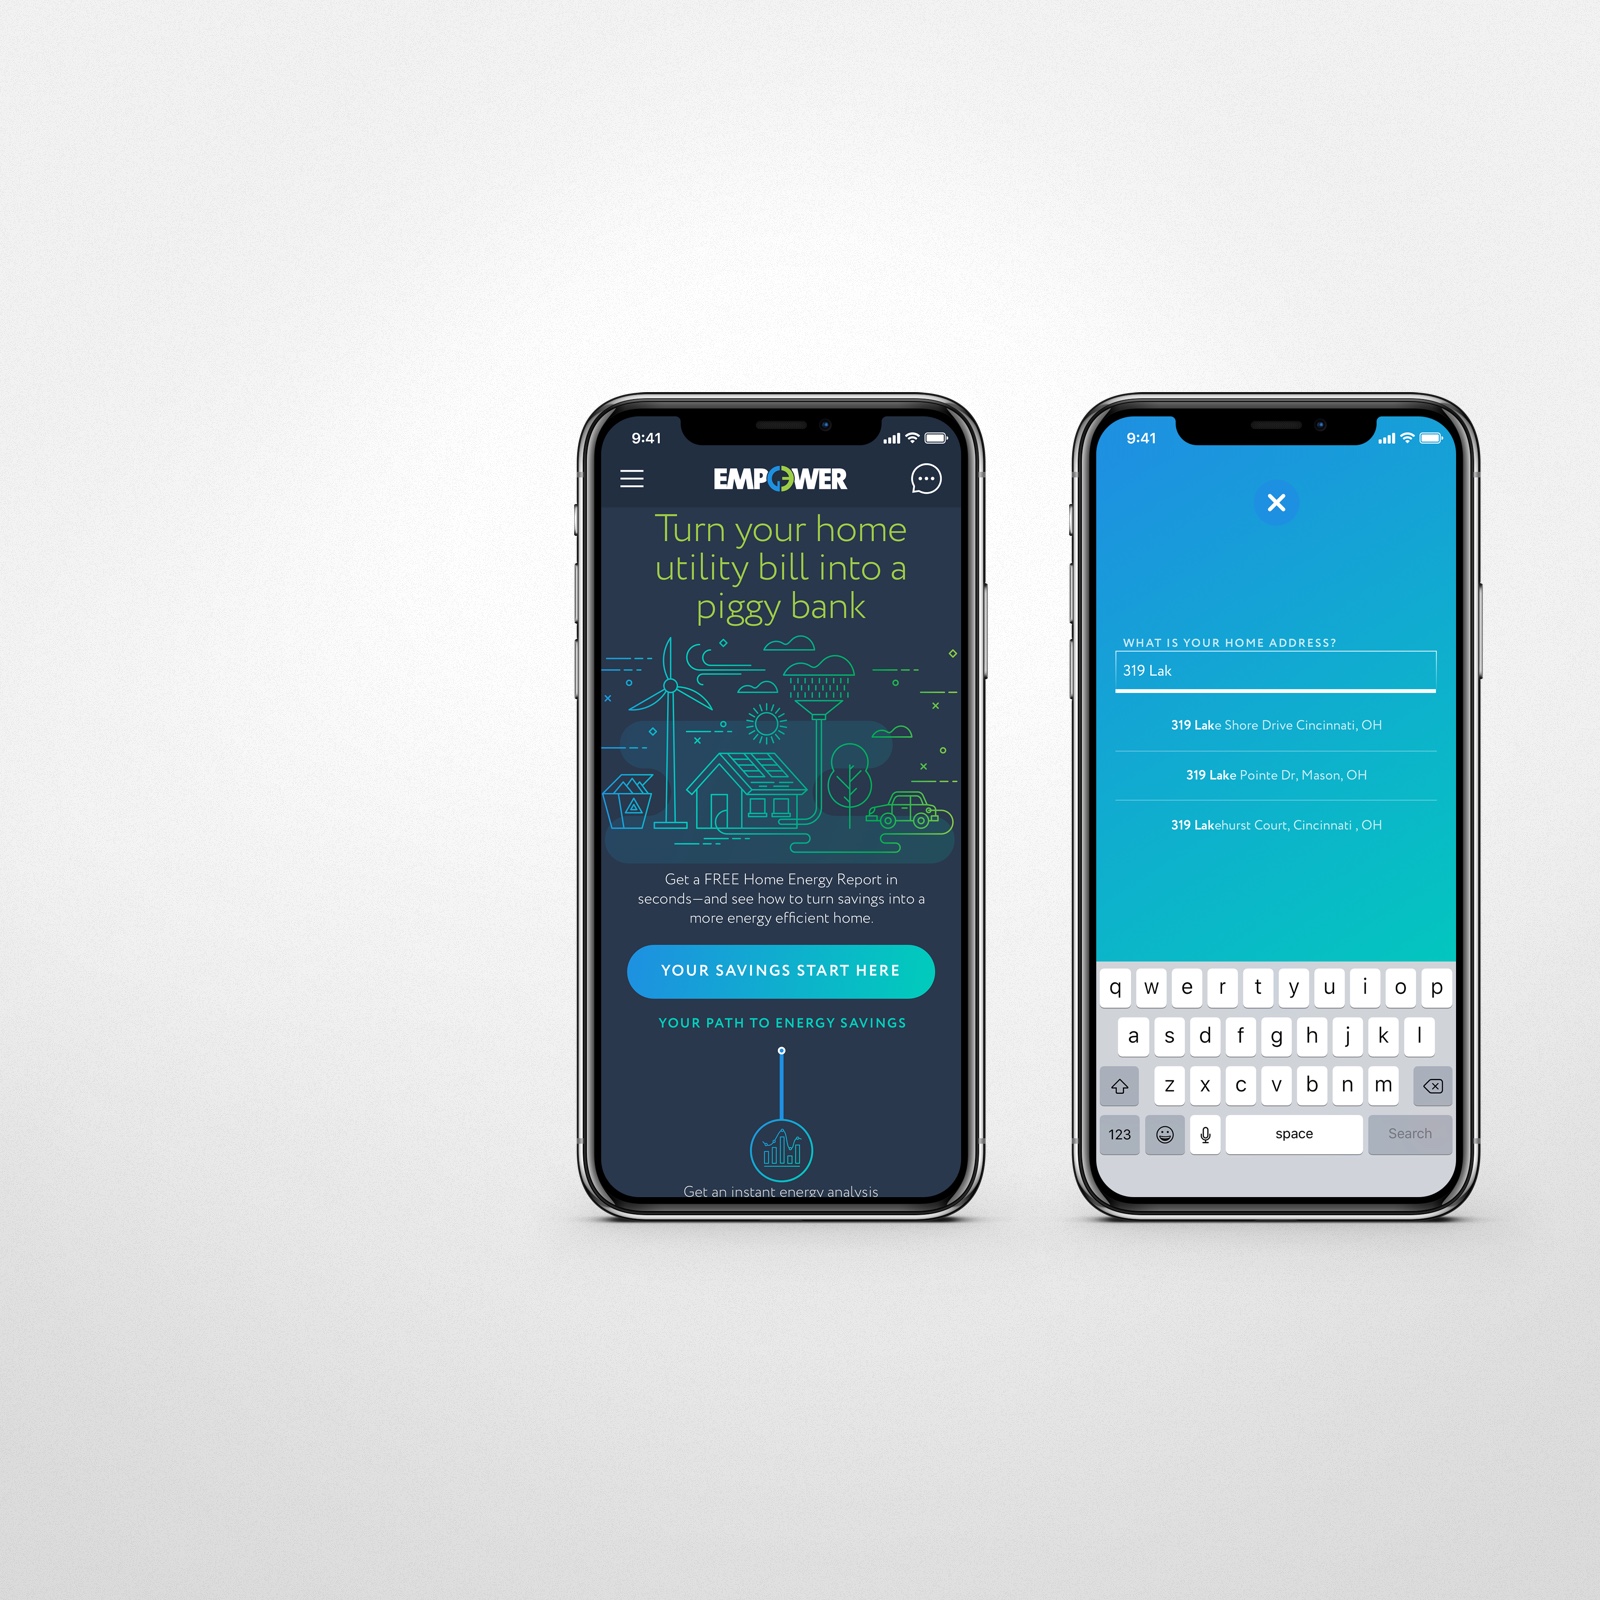 9:41
EMPOWER
Turn your home
utility bill into a
piggy bank
Get a FREE Home Energy Report in
seconds—and see how to turn savings into a
more energy efficient home.
YOUR SAVINGS START HERE
YOUR PATH TO ENERGY SAVINGS
Get an instant energy analysis
9:41
WHAT IS YOUR HOME ADDRESS?
319 Lak
319 Lake Shore Drive Cincinnati, OH
319 Lake Pointe Dr, Mason, OH
319 Lakehurst Court, Cincinnati , OH
q w e r t y u i o p
a s d f g h j k l
z x c v b n m
123 space Search